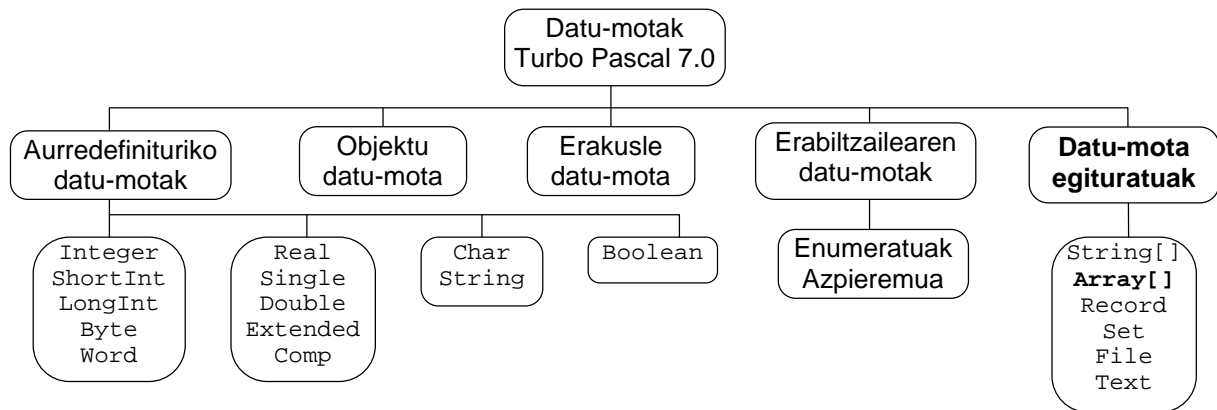 Datu-motak
Turbo Pascal 7.0
Aurredefinituriko
datu-motak
Objektu
datu-mota
Erakusle
datu-mota
Erabiltzailearen
datu-motak
Datu-mota
egituratuak
Integer
ShortInt
LongInt
Byte
Word
Real
Single
Double
Extended
Comp
Char
String
Boolean
Enumeratuak
Azpieremua
String[]
Array[]
Record
Set
File
Text